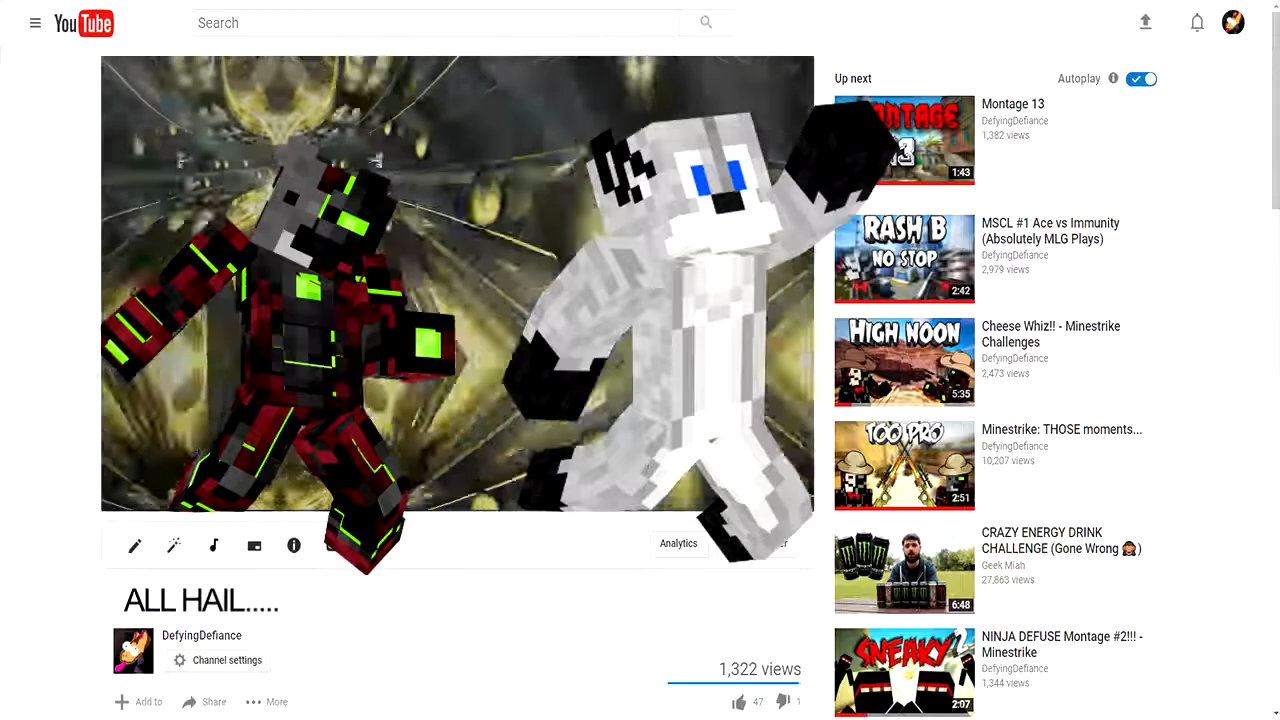 YouTube
Search
Up next
Autoplay
MONTAGE
13
1:43
Montage 13
DefyingDefiance
1,382 views
RASH B
NO STOP
2:42
MSCL #1 Ace vs Immunity
(Absolutely MLG Plays)
DefyingDefiance
2,979 views
HIGH NOON
5:35
Cheese Whiz!! - Minestrike
Challenges
DefyingDefiance
2,473 views
TOO PRO
2:51
Minestrike: THOSE moments...
DefyingDefiance
10,207 views
6:48
CRAZY ENERGY DRINK
CHALLENGE (Gone Wrong
)
Geek Miah
27,863 views
SNEAKY 2
2:07
NINJA DEFUSE Montage #2!!! -
Minestrike
DefyingDefiance
1,344 views
Analytics
ALL HAIL.....
DefyingDefiance
Channel settings
1,322 views
Add to
Share
More
47
1